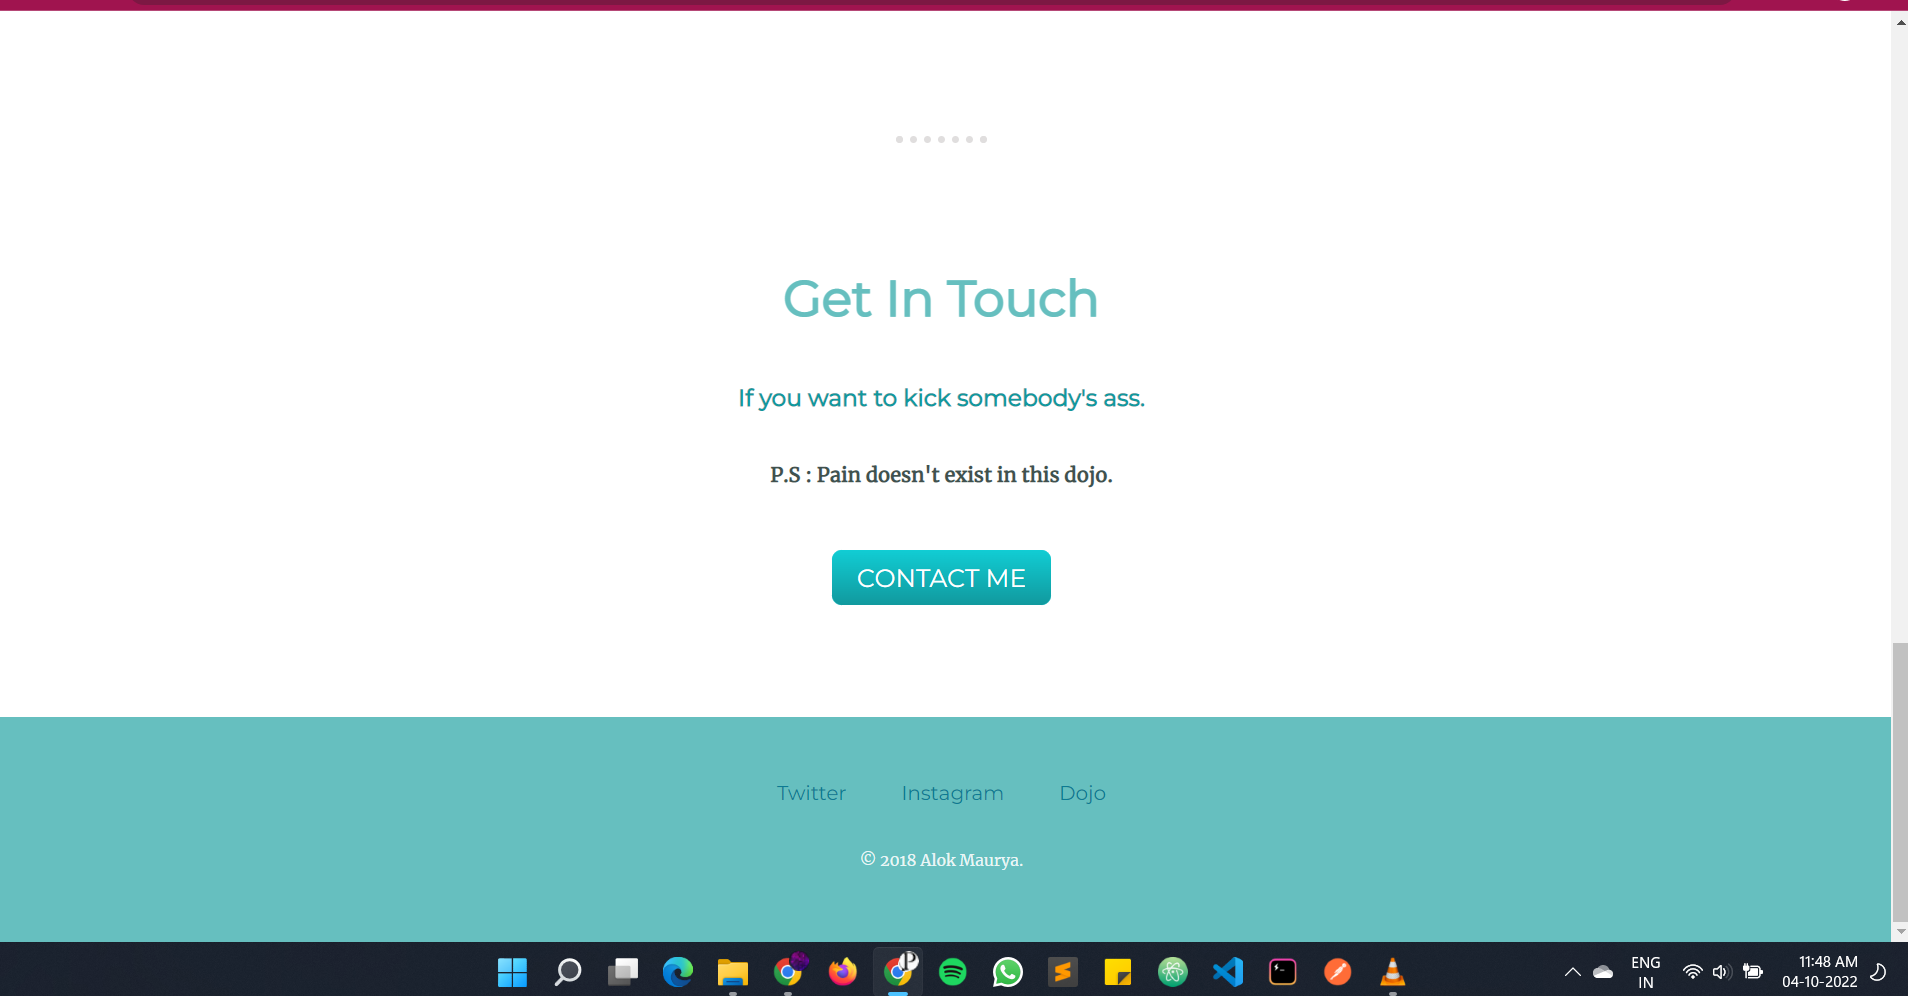 Get In Touch
If you want to kick somebody's ass.
P.S : Pain doesn't exist in this dojo.
CONTACT ME
Twitter Instagram Dojo
© 2018 Alok Maurya.
ENG
IN
11:48 AM
04-10-2022